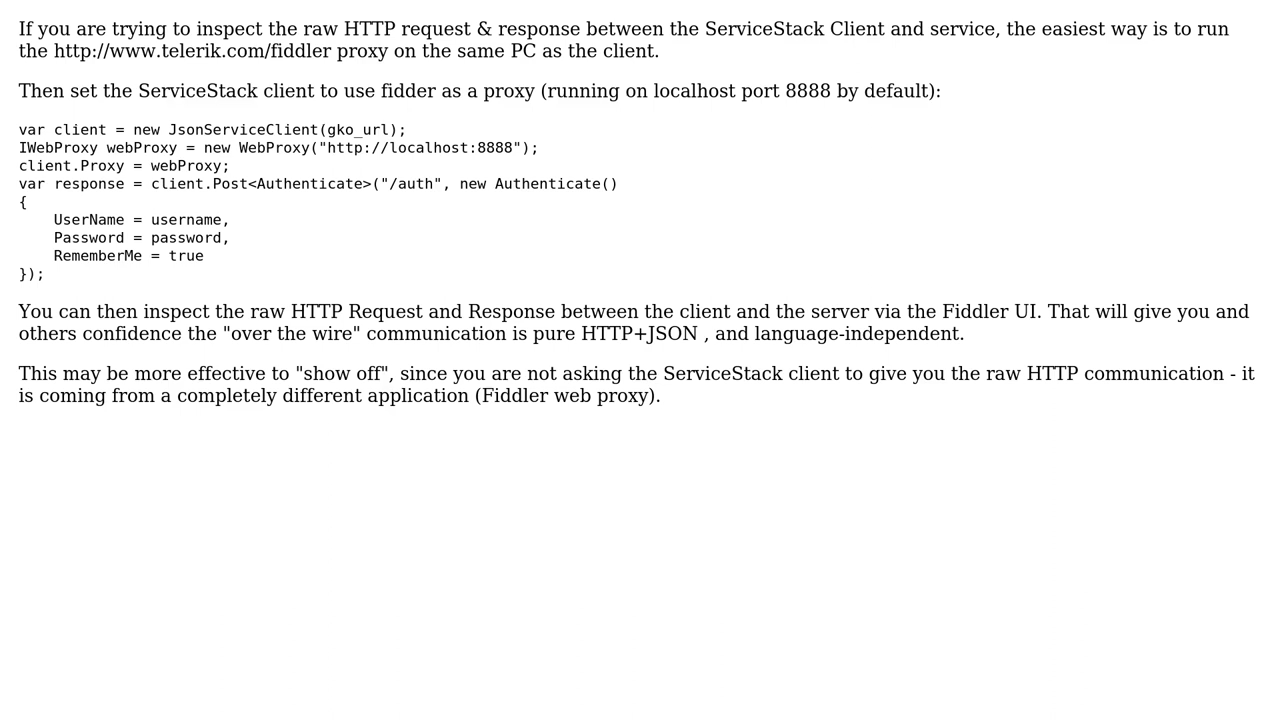 If you are trying to inspect the raw HTTP request & response between the ServiceStack Client and service, the easiest way is to run
the http://www.telerik.com/fiddler proxy on the same PC as the client.
Then set the ServiceStack client to use fidder as a proxy (running on localhost port 8888 by default):
var client = new JsonServiceClient(gko_url);
IWebProxy webProxy = new WebProxy("http://localhost:8888");
client.Proxy = webProxy;
var response = client.Post<Authenticate>("/auth", new Authenticate()
{
    UserName = username,
    Password = password,
    RememberMe = true
});
You can then inspect the raw HTTP Request and Response between the client and the server via the Fiddler UI. That will give you and
others confidence the "over the wire" communication is pure HTTP+JSON , and language-independent.
This may be more effective to "show off", since you are not asking the ServiceStack client to give you the raw HTTP communication - it
is coming from a completely different application (Fiddler web proxy).